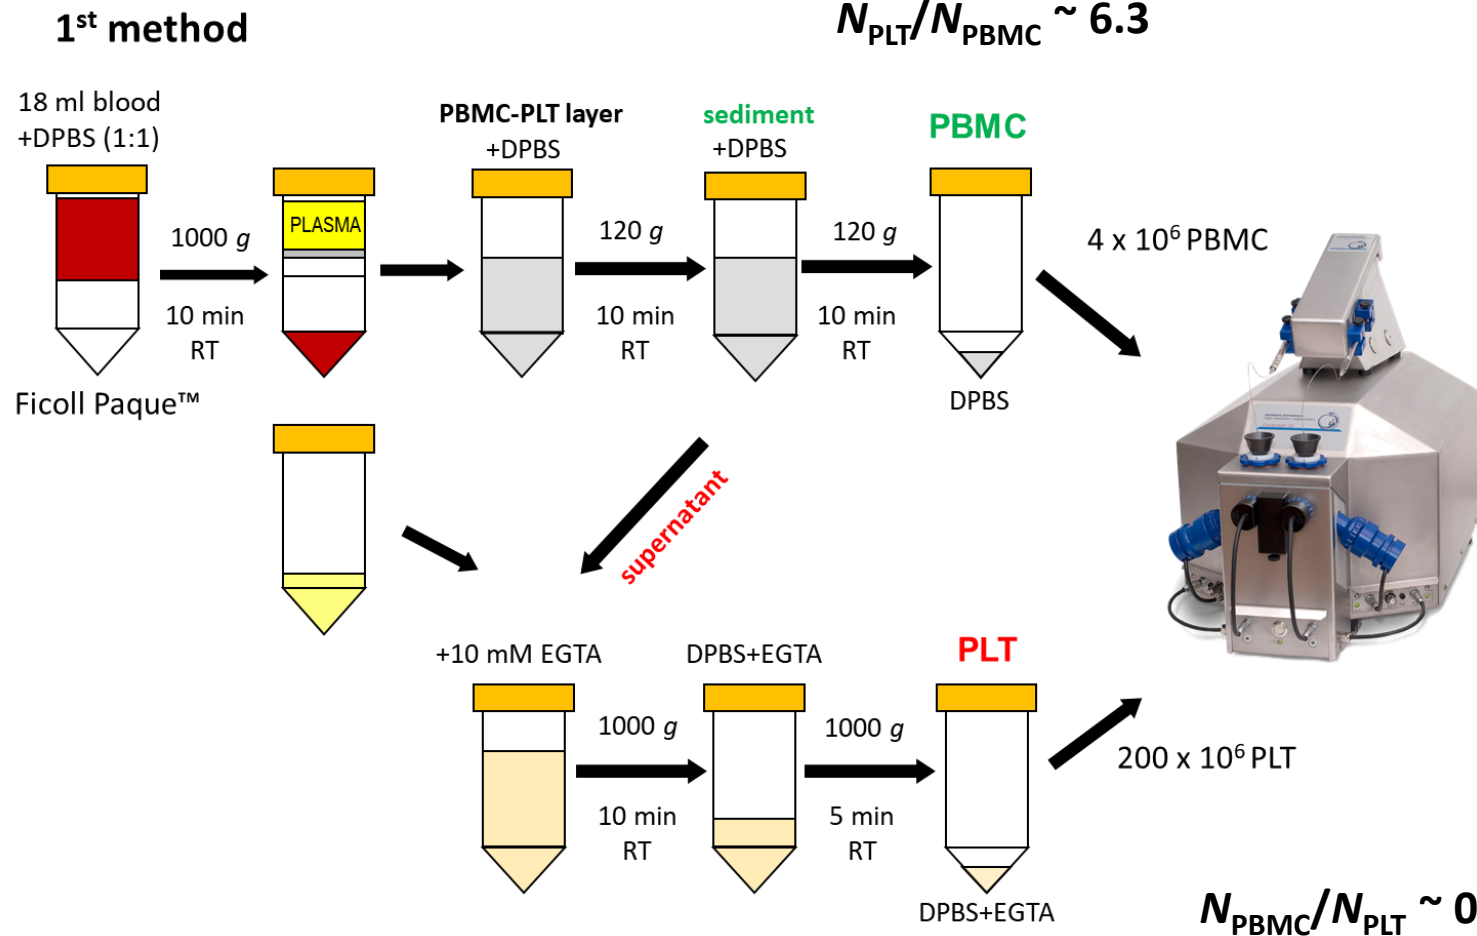 1st method
NPLT/NPBMC ~ 6.3
18 ml blood
+DPBS (1:1)
PBMC-PLT layer
+DPBS
sediment
+DPBS
PBMC
PLASMA
1000 g
10 min
RT
120 g
10 min
RT
120 g
10 min
RT
4 x 10⁶ PBMC
Ficoll Paque™
DPBS
supernatant
+10 mM EGTA
DPBS+EGTA
PLT
1000 g
10 min
RT
1000 g
5 min
RT
200 x 10⁶ PLT
DPBS+EGTA
NPBMC/NPLT ~ 0